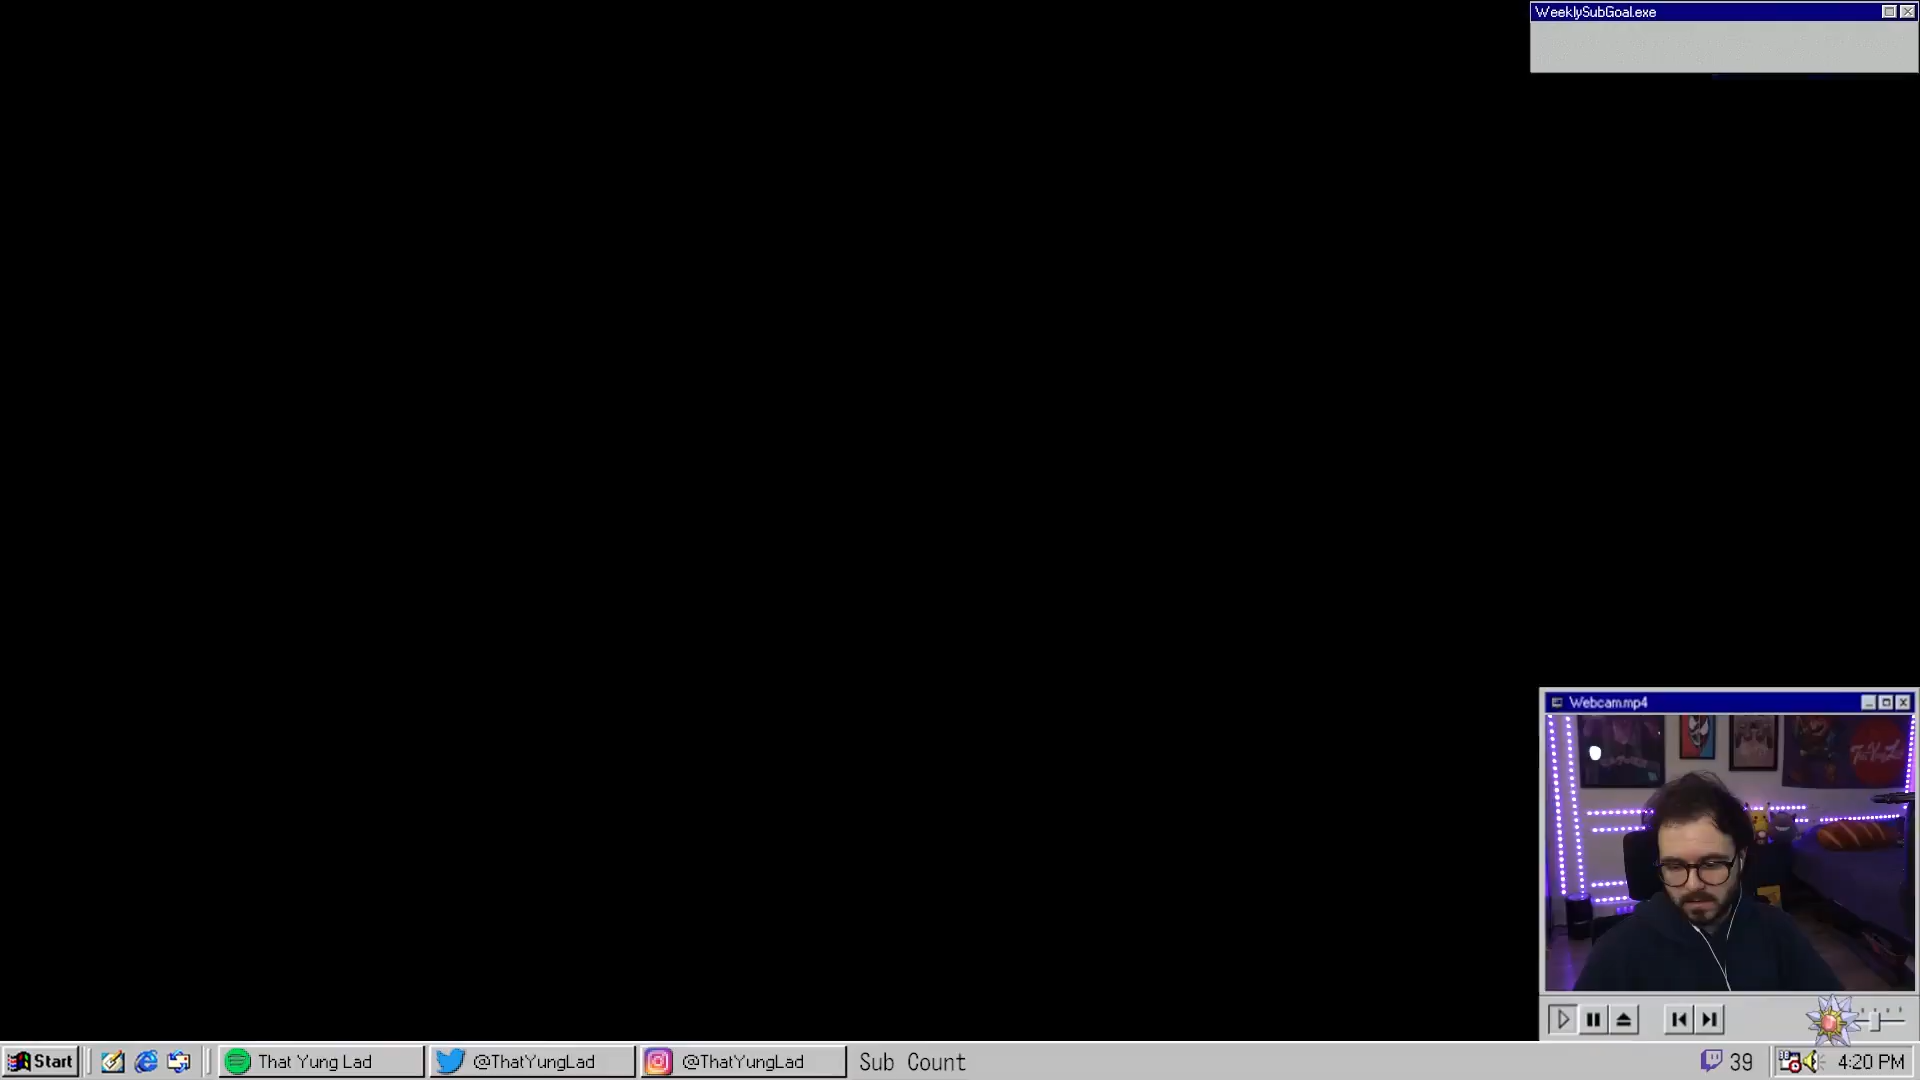 WeeklySubGoal.exe
Webcam.mp4
Start
That Yung Lad
@ThatYungLad
@ThatYungLad
Sub Count
39
4:20 PM